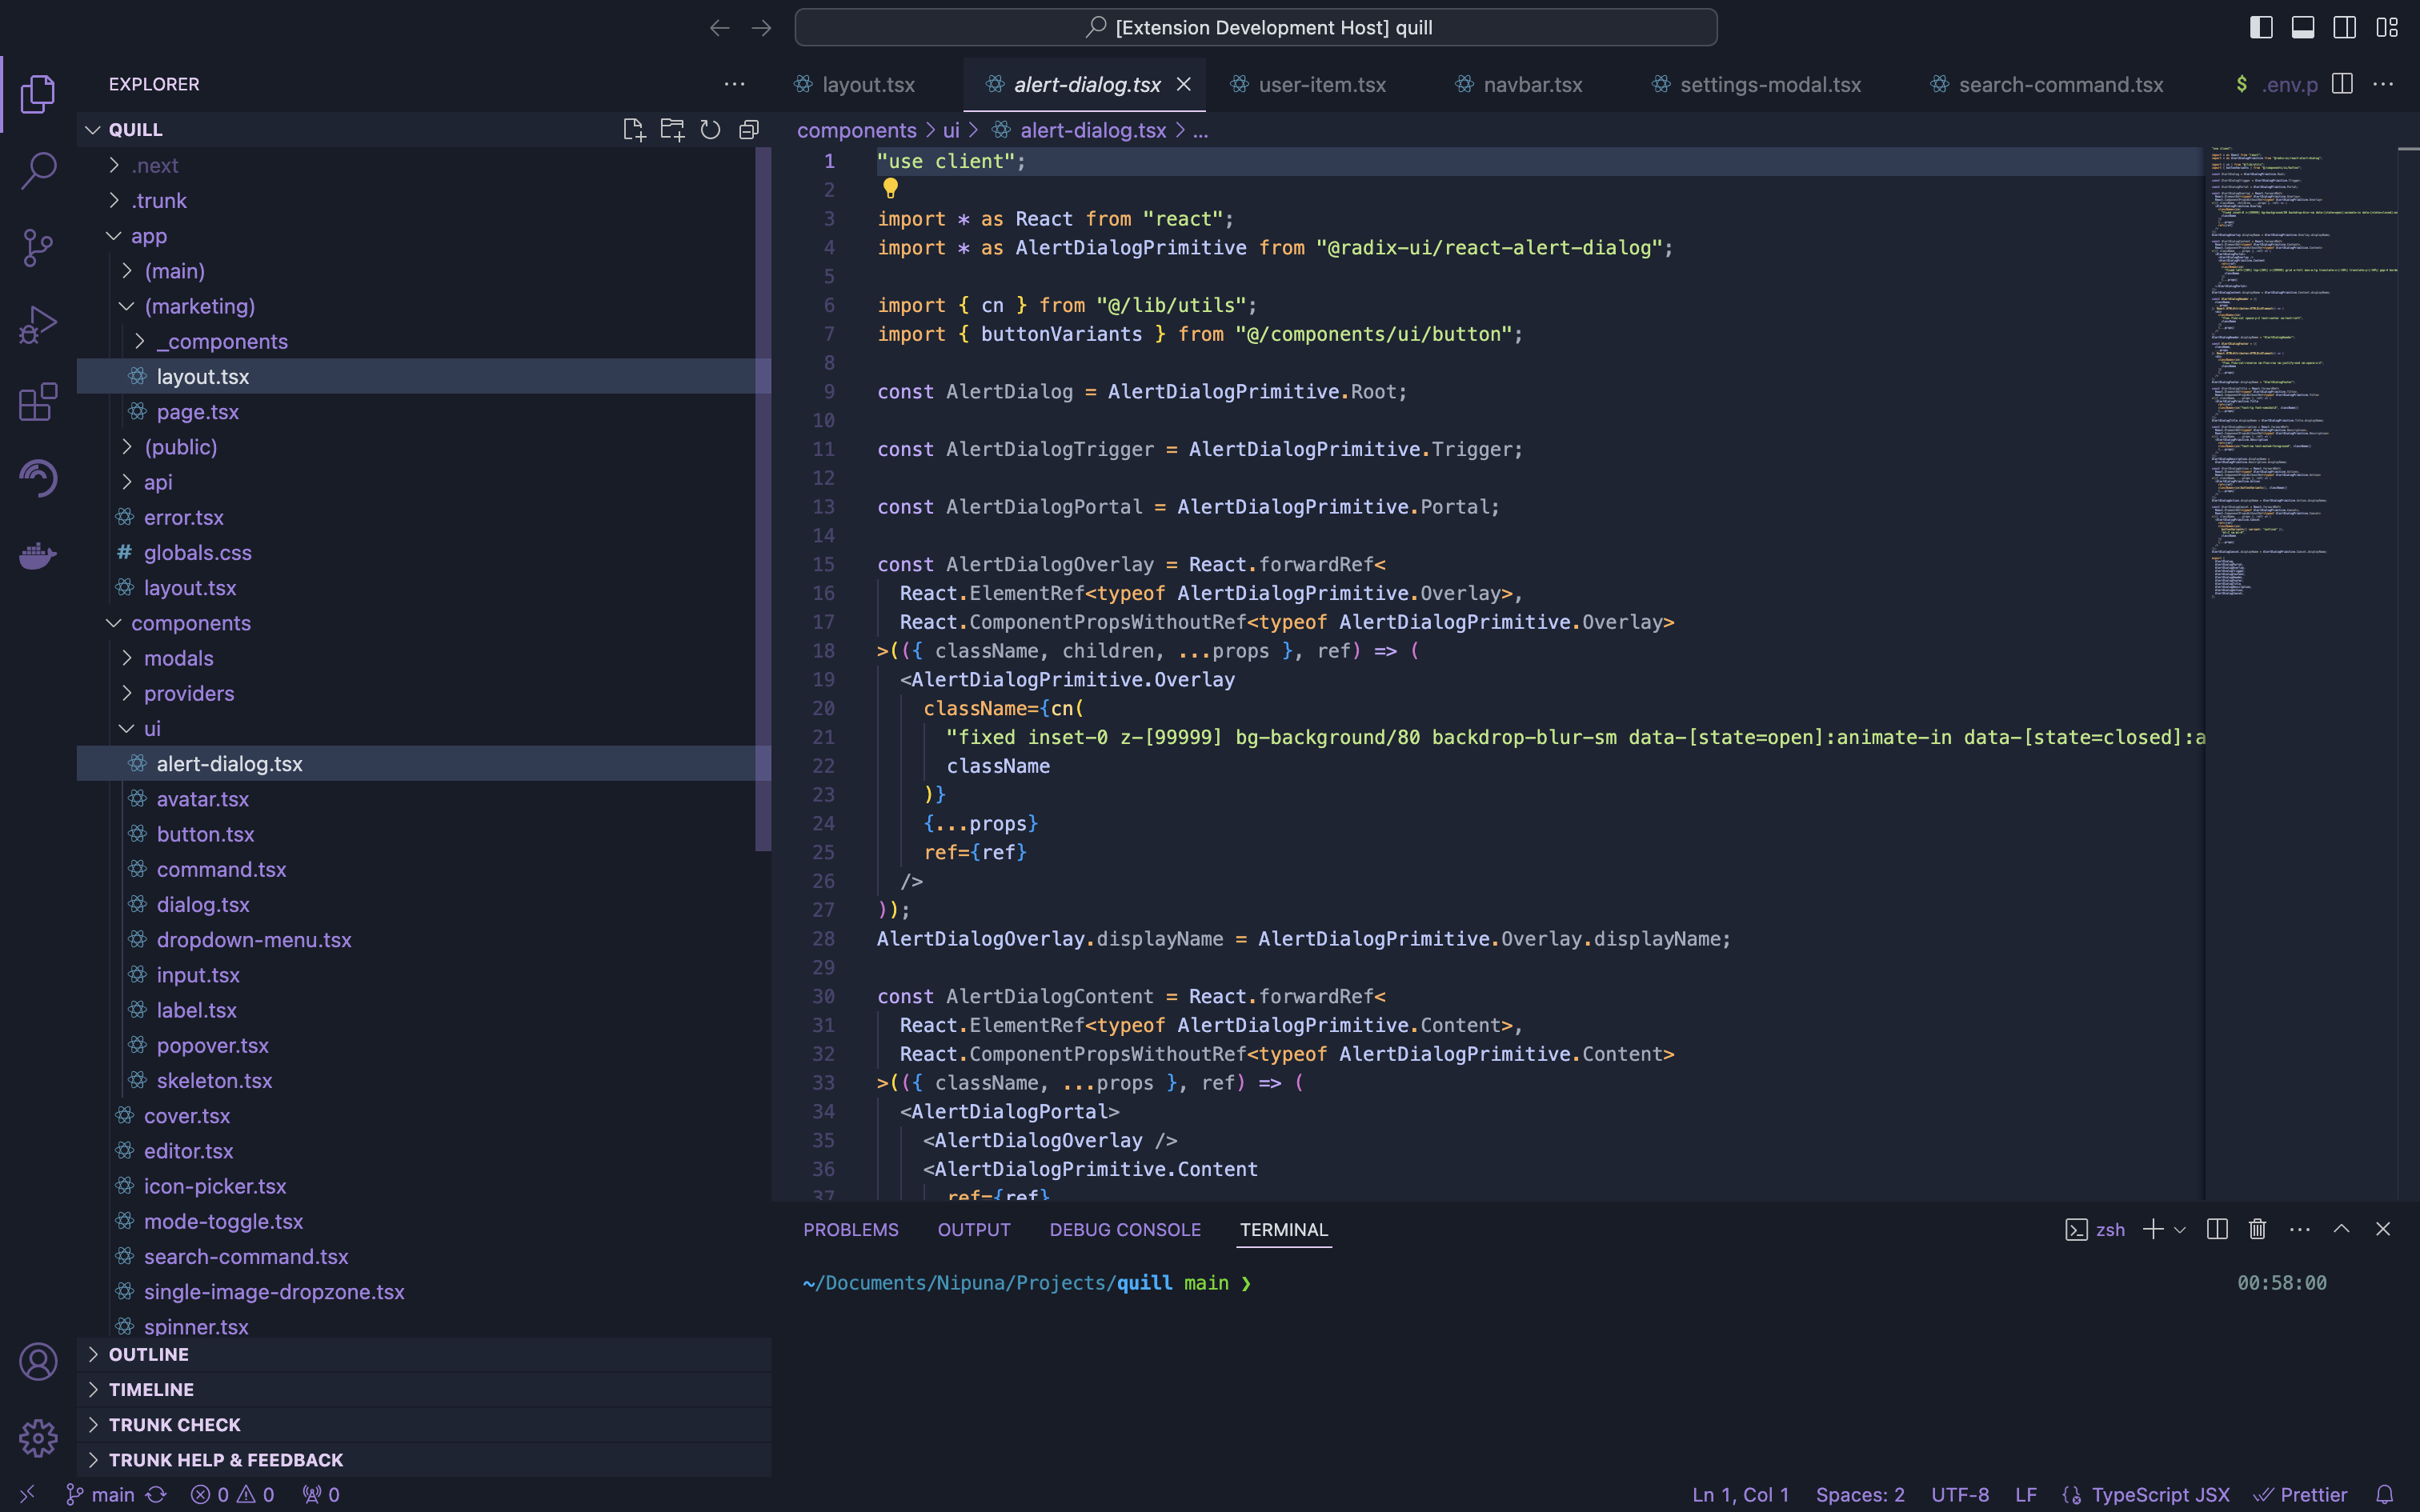 [Extension Development Host] quill
EXPLORER
QUILL
.next
.trunk
app
(main)
(marketing)
_components
layout.tsx
page.tsx
(public)
api
error.tsx
# globals.css
layout.tsx
components
modals
providers
ui
alert-dialog.tsx
avatar.tsx
button.tsx
command.tsx
dialog.tsx
dropdown-menu.tsx
input.tsx
label.tsx
popover.tsx
skeleton.tsx
cover.tsx
editor.tsx
icon-picker.tsx
mode-toggle.tsx
search-command.tsx
single-image-dropzone.tsx
spinner.tsx
OUTLINE
TIMELINE
TRUNK CHECK
TRUNK HELP & FEEDBACK
layout.tsx alert-dialog.tsx user-item.tsx navbar.tsx settings-modal.tsx search-command.tsx $ .env.p
components > ui > alert-dialog.tsx > ...
1 "use client";
2
3 import * as React from "react";
4 import * as AlertDialogPrimitive from "@radix-ui/react-alert-dialog";
5
6 import { cn } from "@/lib/utils";
7 import { buttonVariants } from "@/components/ui/button";
8
9 const AlertDialog = AlertDialogPrimitive.Root;
10
11 const AlertDialogTrigger = AlertDialogPrimitive.Trigger;
12
13 const AlertDialogPortal = AlertDialogPrimitive.Portal;
14
15 const AlertDialogOverlay = React.forwardRef<
16 React.ElementRef<typeof AlertDialogPrimitive.Overlay>,
17 React.ComponentPropsWithoutRef<typeof AlertDialogPrimitive.Overlay>
18 >(({ className, children, ...props }, ref) => (
19 <AlertDialogPrimitive.Overlay
20 className={cn(
21 "fixed inset-0 z-[99999] bg-background/80 backdrop-blur-sm data-[state=open]:animate-in data-[state=closed]:a
22 className
23 )}
24 {...props}
25 ref={ref}
26 />
27 ));
28 AlertDialogOverlay.displayName = AlertDialogPrimitive.Overlay.displayName;
29
30 const AlertDialogContent = React.forwardRef<
31 React.ElementRef<typeof AlertDialogPrimitive.Content>,
32 React.ComponentPropsWithoutRef<typeof AlertDialogPrimitive.Content>
33 >(({ className, ...props }, ref) => (
34 <AlertDialogPortal>
35 <AlertDialogOverlay />
36 <AlertDialogPrimitive.Content
37 ref={ref}
PROBLEMS OUTPUT DEBUG CONSOLE TERMINAL zsh
~/Documents/Nipuna/Projects/quill main ❯ 00:58:00
main 0 0 0 Ln 1, Col 1 Spaces: 2 UTF-8 LF TypeScript JSX Prettier